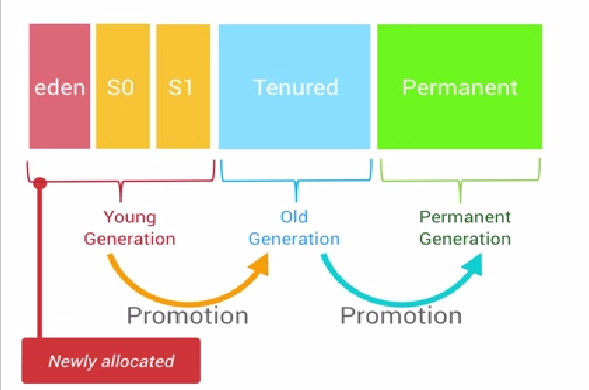 eden S0 S1 Tenured Permanent
Young
Generation
Old
Generation
Permanent
Generation
Promotion
Promotion
Newly allocated